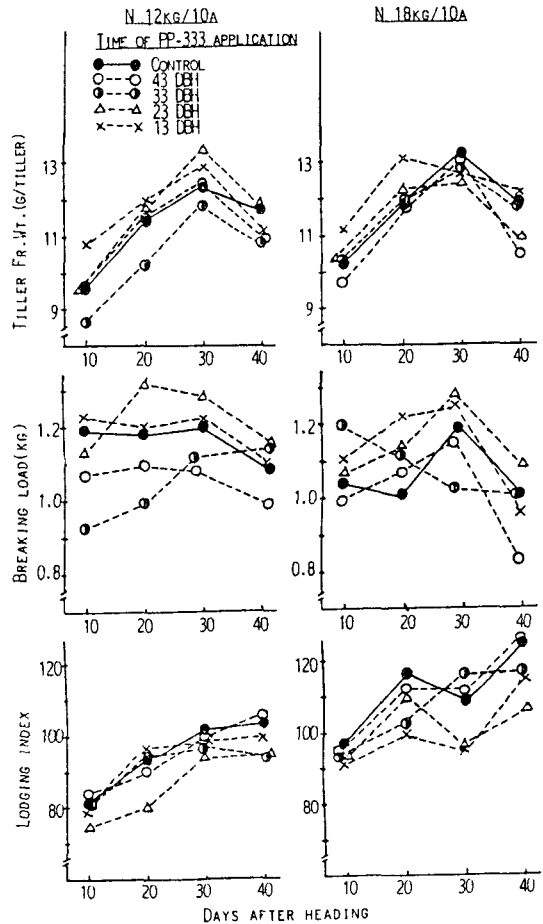 N 12KG/10A N 18KG/10A
TIME OF PP-333 APPLICATION
CONTROL
43 DBH
33 DBH
23 DBH
13 DBH
TILLER FR.WT.(G/TILLER)
13
11
9
10 20 30 40
13
11
9
10 20 30 40
BREAKING LOAD(KG)
1.2
1.0
0.8
10 20 30 40
1.2
1.0
0.8
10 20 30 40
LODGING INDEX
100
80
10 20 30 40
120
100
80
10 20 30 40
DAYS AFTER HEADING